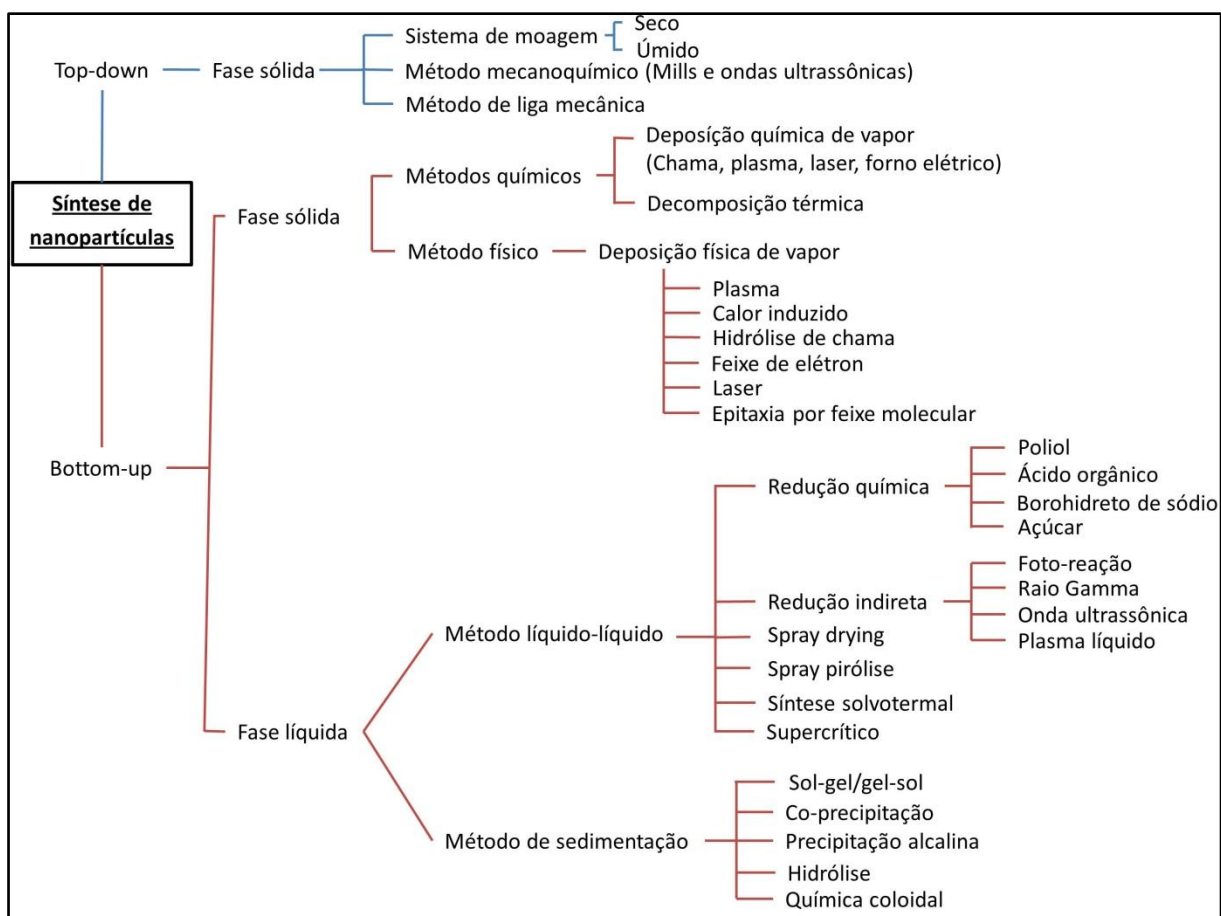 Top-down
Fase sólida
Sistema de moagem
Seco
Úmido
Método mecanoquímico (Mills e ondas ultrassônicas)
Método de liga mecânica
Síntese de
nanopartículas
Bottom-up
Fase sólida
Métodos químicos
Deposição química de vapor
(Chama, plasma, laser, forno elétrico)
Decomposição térmica
Método físico
Deposição física de vapor
Plasma
Calor induzido
Hidrólise de chama
Feixe de elétron
Laser
Epitaxia por feixe molecular
Fase líquida
Método líquido-líquido
Redução química
Poliol
Ácido orgânico
Borohidreto de sódio
Açúcar
Redução indireta
Foto-reação
Raio Gamma
Onda ultrassônica
Plasma líquido
Spray drying
Spray pirólise
Síntese solvotermal
Supercrítico
Método de sedimentação
Sol-gel/gel-sol
Co-precipitação
Precipitação alcalina
Hidrólise
Química coloidal